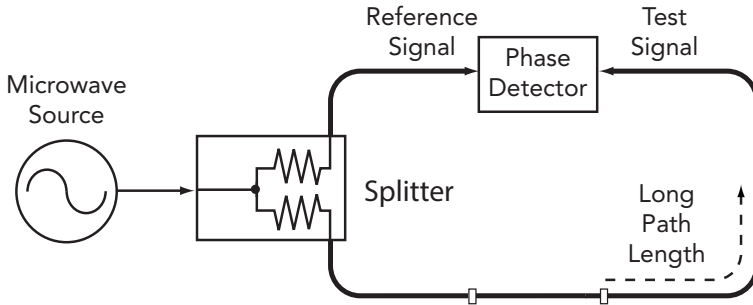 Reference
Signal
Test
Signal
Phase
Detector
Microwave
Source
Splitter
Long
Path
Length